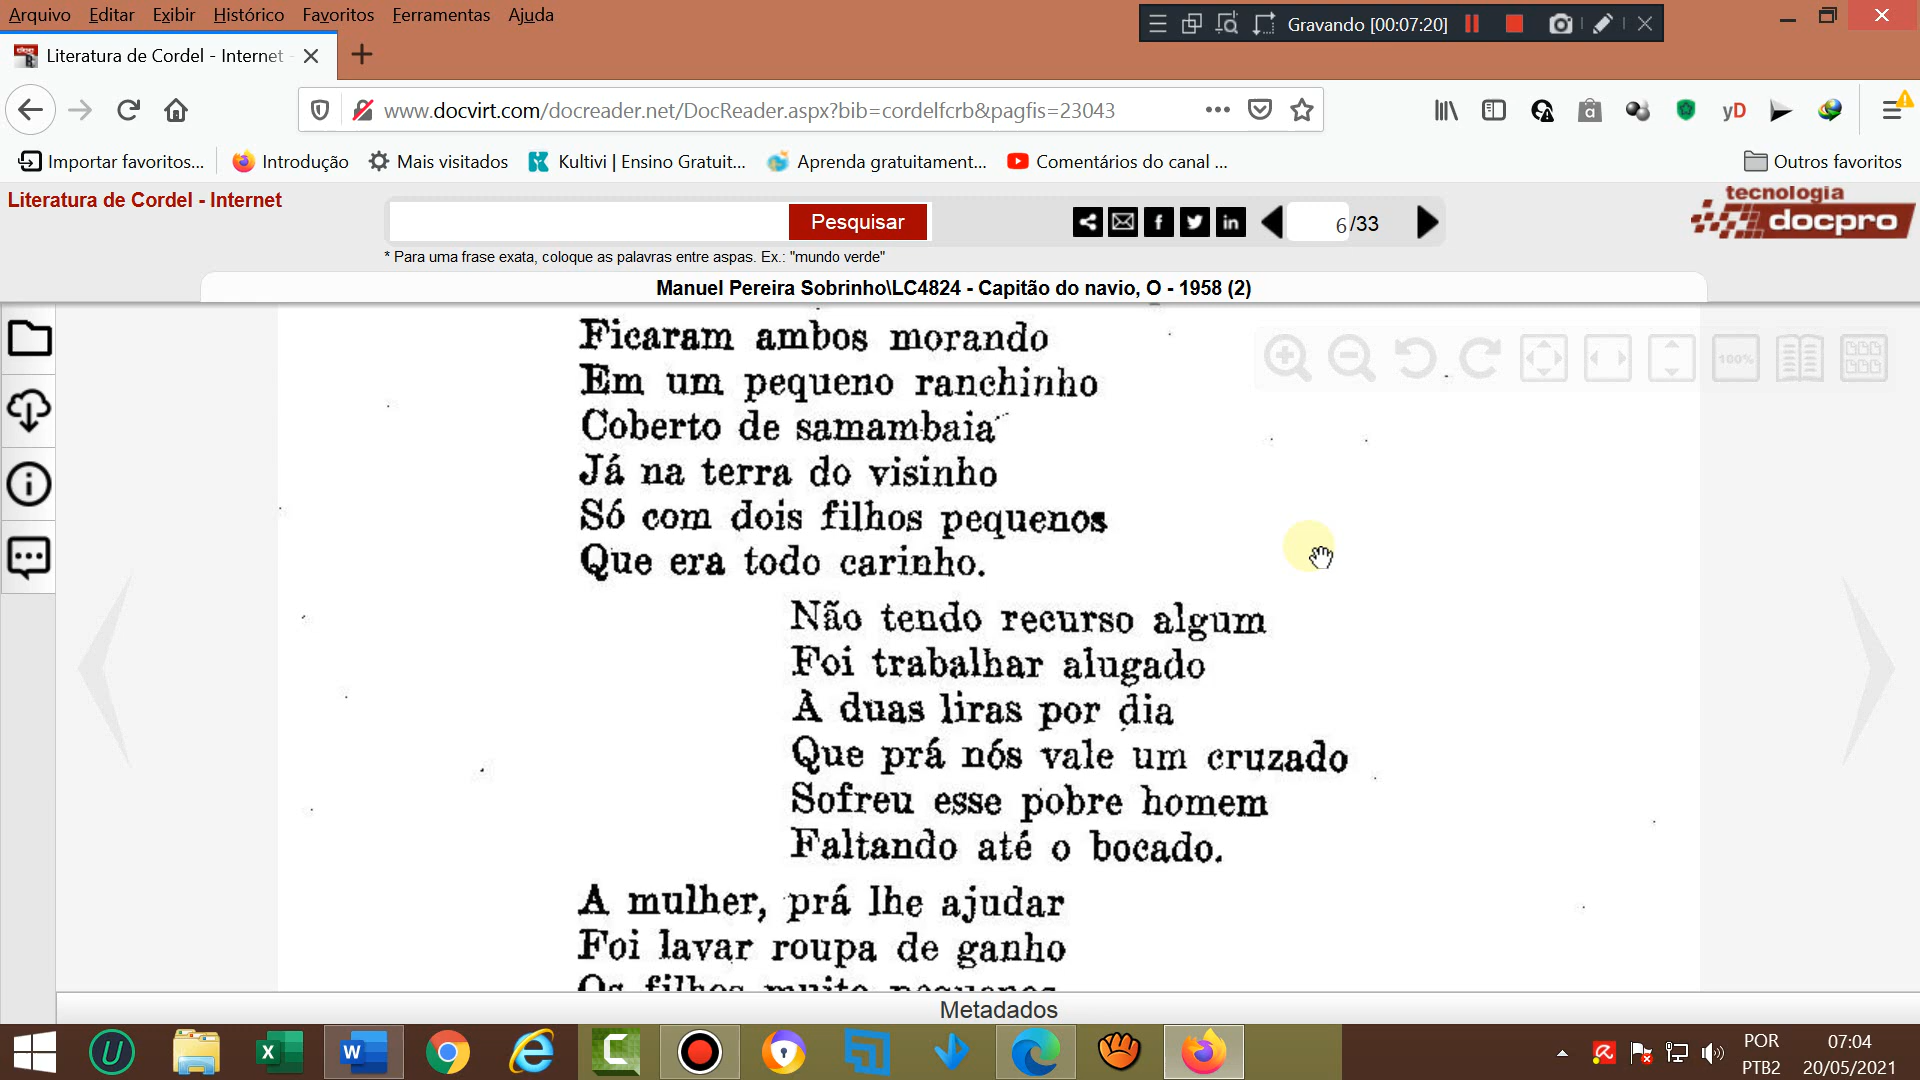 Arquivo Editar Exibir Histórico Favoritos Ferramentas Ajuda
Gravando [00:07:20]
Literatura de Cordel - Internet -
www.docvirt.com/docreader.net/DocReader.aspx?bib=cordelfcrb&pagfis=23043
Importar favoritos... Introdução Mais visitados Kultivi | Ensino Gratuit... Aprenda gratuitament... Comentários do canal ... Outros favoritos
Literatura de Cordel - Internet
Pesquisar
6 /33
tecnologia
docpro
* Para uma frase exata, coloque as palavras entre aspas. Ex.: "mundo verde"
Manuel Pereira Sobrinho\LC4824 - Capitão do navio, O - 1958 (2)
100%
Ficaram ambos morando
Em um pequeno ranchinho
Coberto de samambaia
Já na terra do visinho
Só com dois filhos pequenos
Que era todo carinho.
Não tendo recurso algum
Foi trabalhar alugado
À duas liras por dia
Que prá nós vale um cruzado
Sofreu esse pobre homem
Faltando até o bocado.
A mulher, prá lhe ajudar
Foi lavar roupa de ganho
Os filhos muito pequenos
Metadados
POR
PTB2
07:04
20/05/2021